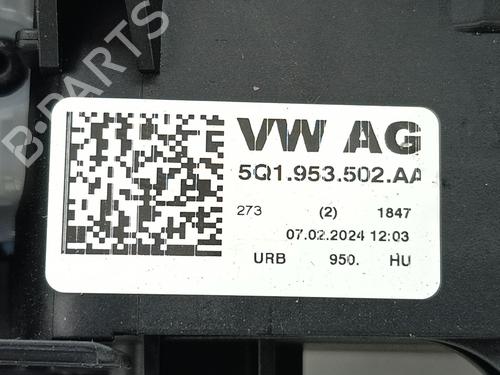 B-PARTS
VW AG
5Q1.953.502.AA
273 (2) 1847
07.02.2024 12:03
URB 950. HU